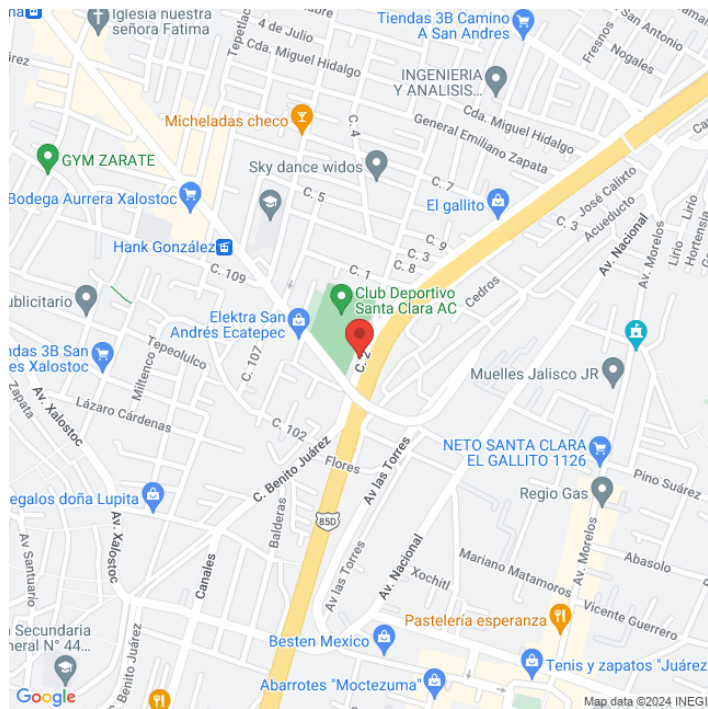 na
Iglesia nuestra
señora Fatima
Tepetlac
4 de Julio
Cda. Miguel Hidalgo
Tiendas 3B Camino
A San Andres
Fresnos
Nogales
INGENIERIA
Y ANALISIS...
Micheladas checo
C. 4
Cda. Miguel Hidalgo
General Emiliano Zapata
GYM ZARATE
Sky dance widos
C. 7
Bodega Aurrera Xalostoc
C. 5
El gallito
José Calixto
C. 3
Acueducto
Lirio
Lirio
Hortensia
Hank González
C. 9
C. 3
C. 8
Av. Nacional
Av. Morelos
C. 109
C. 1
Cedros
Publicitario
Club Deportivo
Santa Clara AC
Elektra San
Andrés Ecatepec
C. 2
ndas 3B San
es Xalostoc
Tepeolulco
C. 107
Miltenco
Muelles Jalisco JR
Zapata
Av. Xalostoc
Lázaro Cárdenas
C. 102
C. Benito Juárez
Flores
Av las Torres
NETO SANTA CLARA
EL GALLITO 1126
Pino Suárez
egalos doña Lupita
Balderas
85D
Regio Gas
Av. Xalostoc
Av Santuario
Canales
Av las Torres
Av. Nacional
Xochitl
Mariano Matamoros
Av. Morelos
Abasolo
Vicente Guerrero
Pastelería esperanza
a Secundaria
neral N° 44...
C. Benito Juárez
Besten Mexico
Tenis y zapatos "Juárez
Abarrotes "Moctezuma"
Google
Map data ©2024 INEGI